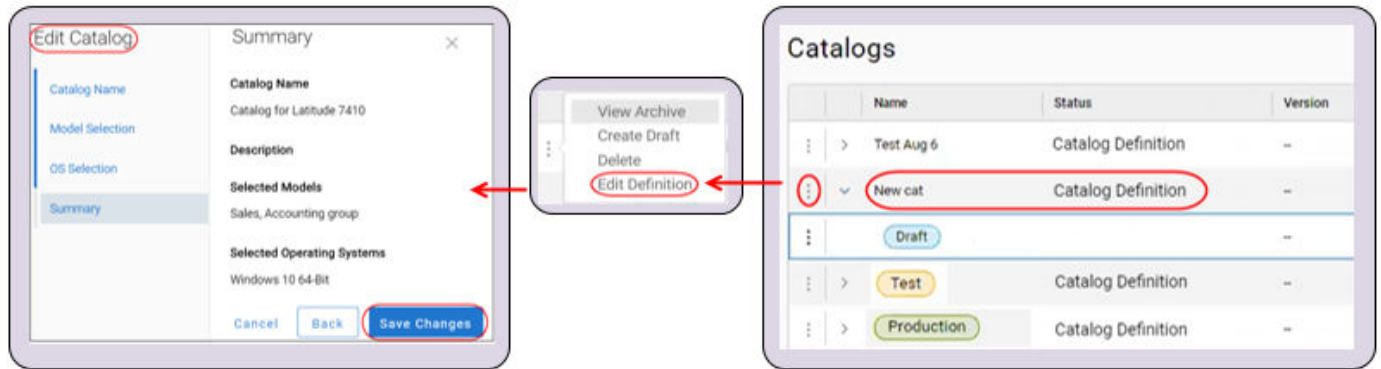 Edit Catalog
Catalog Name
Model Selection
OS Selection
Summary
Summary
×
Catalog Name
Catalog for Latitude 7410
Description
Selected Models
Sales, Accounting group
Selected Operating Systems
Windows 10 64-Bit
Cancel Back Save Changes
View Archive
Create Draft
Delete
Edit Definition
Catalogs
Name Status Version
Test Aug 6 Catalog Definition --
New cat Catalog Definition --
Draft --
Test Catalog Definition --
Production Catalog Definition --